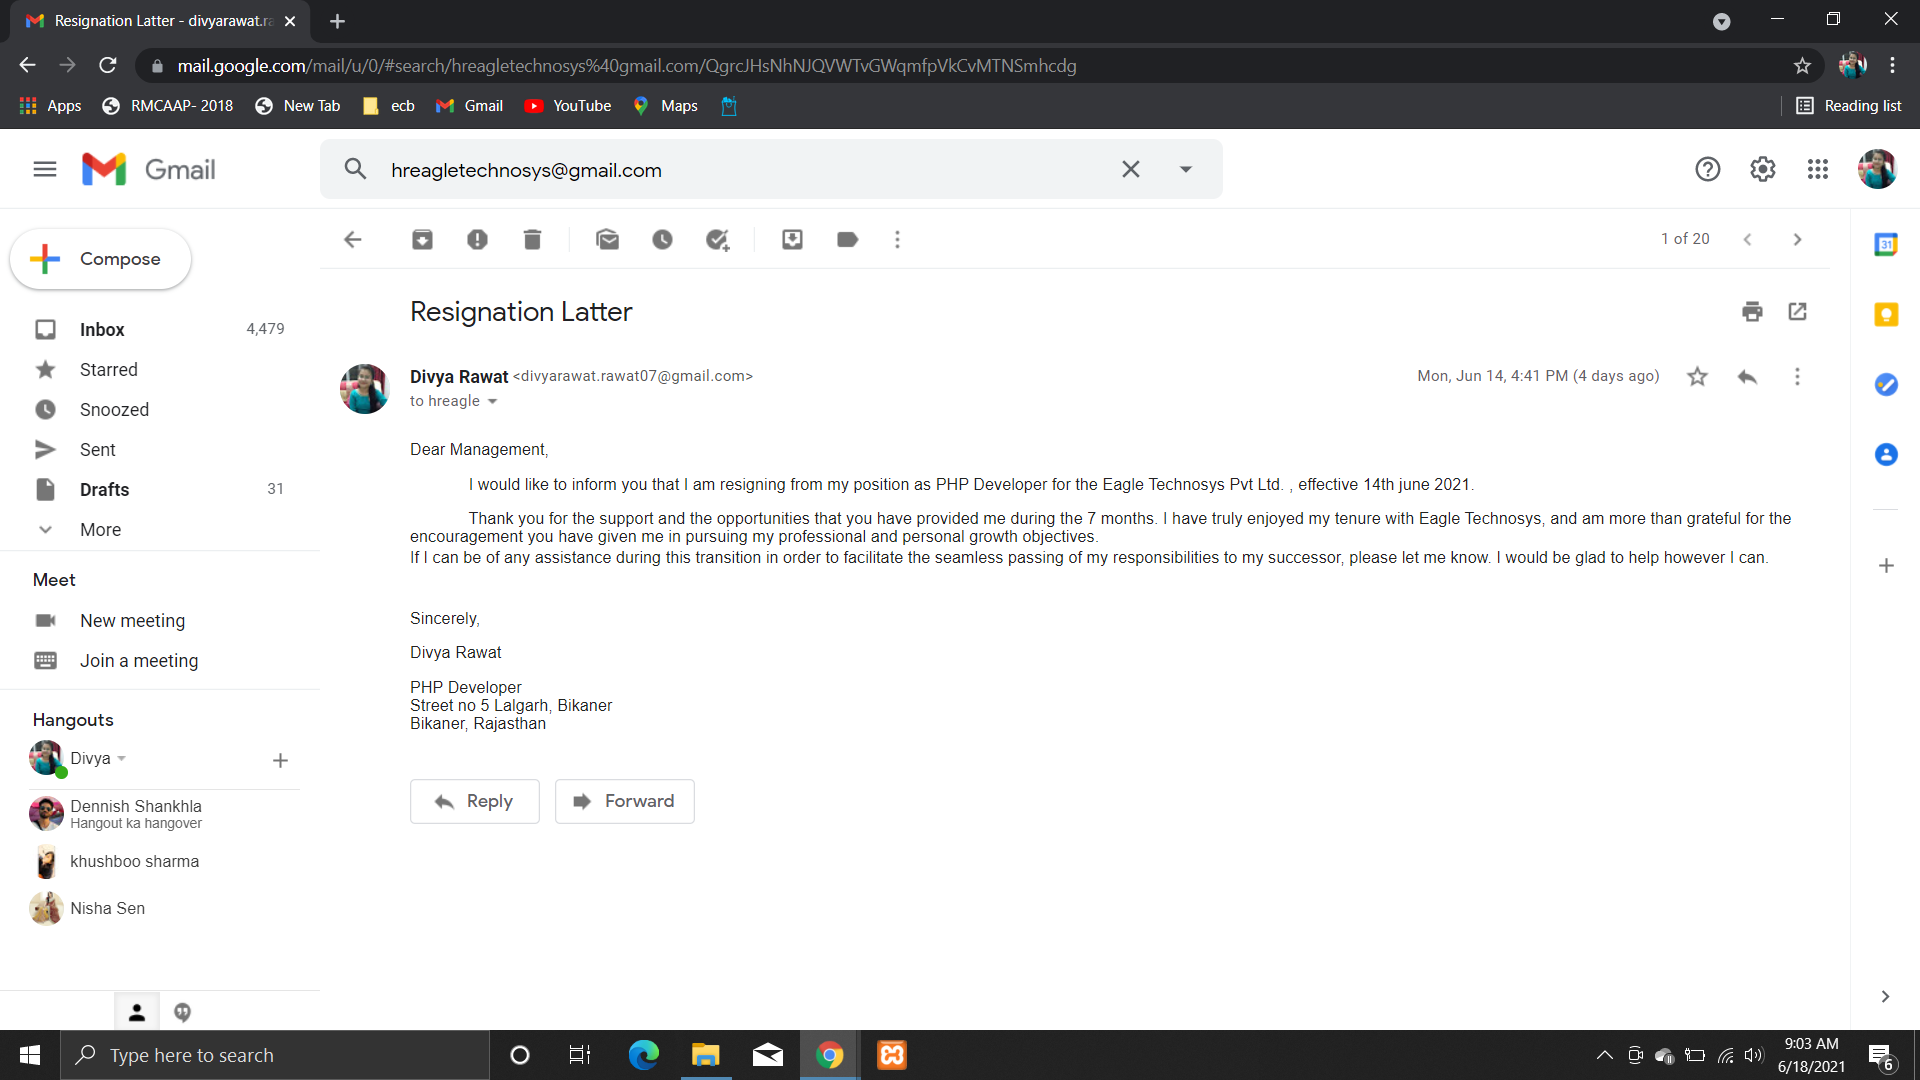 Resignation Latter - divyarawat.ra
mail.google.com/mail/u/0/#search/hreagletechnosys%40gmail.com/QgrcJHsNhNJQVWTvGWqmfpVkCvMTNSmhcdg
Apps RMCAAP- 2018 New Tab ecb Gmail YouTube Maps Reading list
Gmail
hreagletechnosys@gmail.com
Compose
1 of 20
31
Inbox 4,479
Starred
Snoozed
Sent
Drafts 31
More
Meet
New meeting
Join a meeting
Hangouts
Divya
Dennish Shankhla
Hangout ka hangover
khushboo sharma
Nisha Sen
Resignation Latter
Divya Rawat <divyarawat.rawat07@gmail.com>
Mon, Jun 14, 4:41 PM (4 days ago)
to hreagle
Dear Management,
I would like to inform you that I am resigning from my position as PHP Developer for the Eagle Technosys Pvt Ltd. , effective 14th june 2021.
Thank you for the support and the opportunities that you have provided me during the 7 months. I have truly enjoyed my tenure with Eagle Technosys, and am more than grateful for the
encouragement you have given me in pursuing my professional and personal growth objectives.
If I can be of any assistance during this transition in order to facilitate the seamless passing of my responsibilities to my successor, please let me know. I would be glad to help however I can.
Sincerely,
Divya Rawat
PHP Developer
Street no 5 Lalgarh, Bikaner
Bikaner, Rajasthan
Reply
Forward
Type here to search
9:03 AM
6/18/2021
6